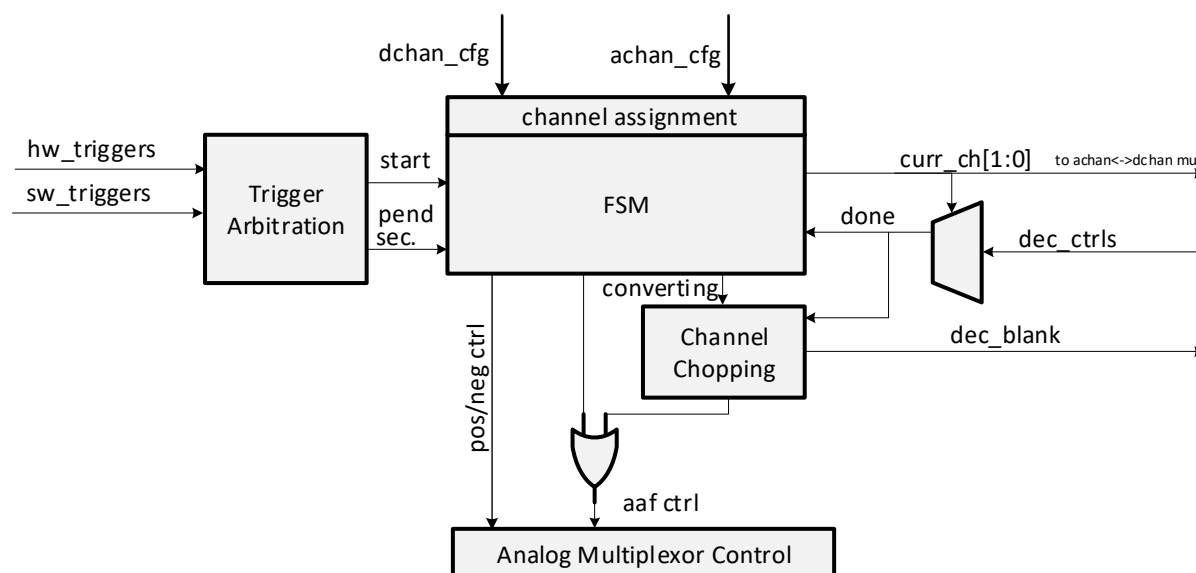 dchan_cfg
achan_cfg
channel assignment
hw_triggers
sw_triggers
Trigger
Arbitration
start
pend
sec.
FSM
curr_ch[1:0]
to achan<->dchan mu
done
dec_ctrls
converting
Channel
Chopping
dec_blank
pos/neg ctrl
aaf ctrl
Analog Multiplexor Control